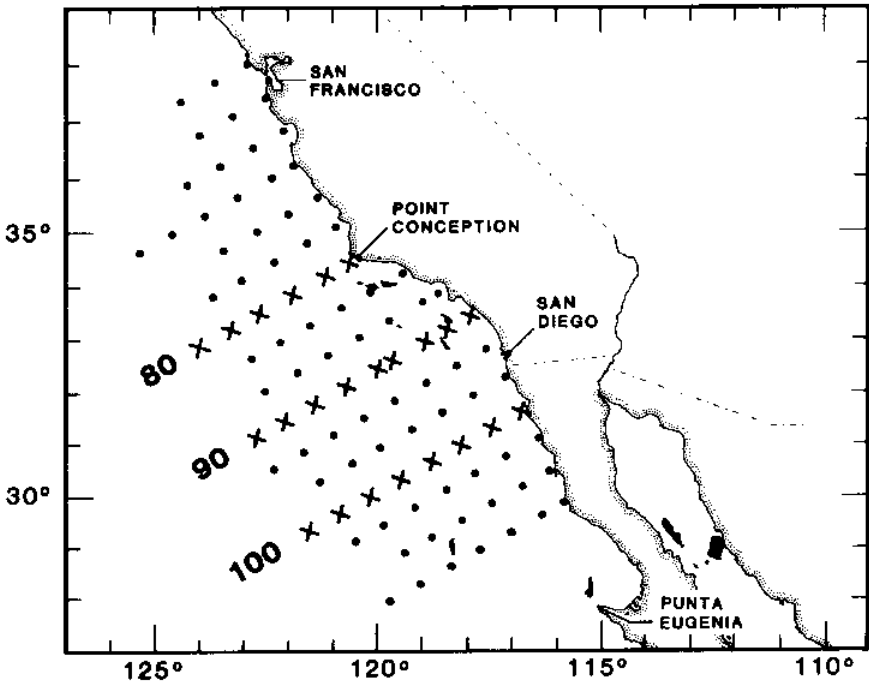 SAN
FRANCISCO
35°
POINT
CONCEPTION
SAN
DIEGO
80
90
30°
100
PUNTA
EUGENIA
125°
120°
115°
110°